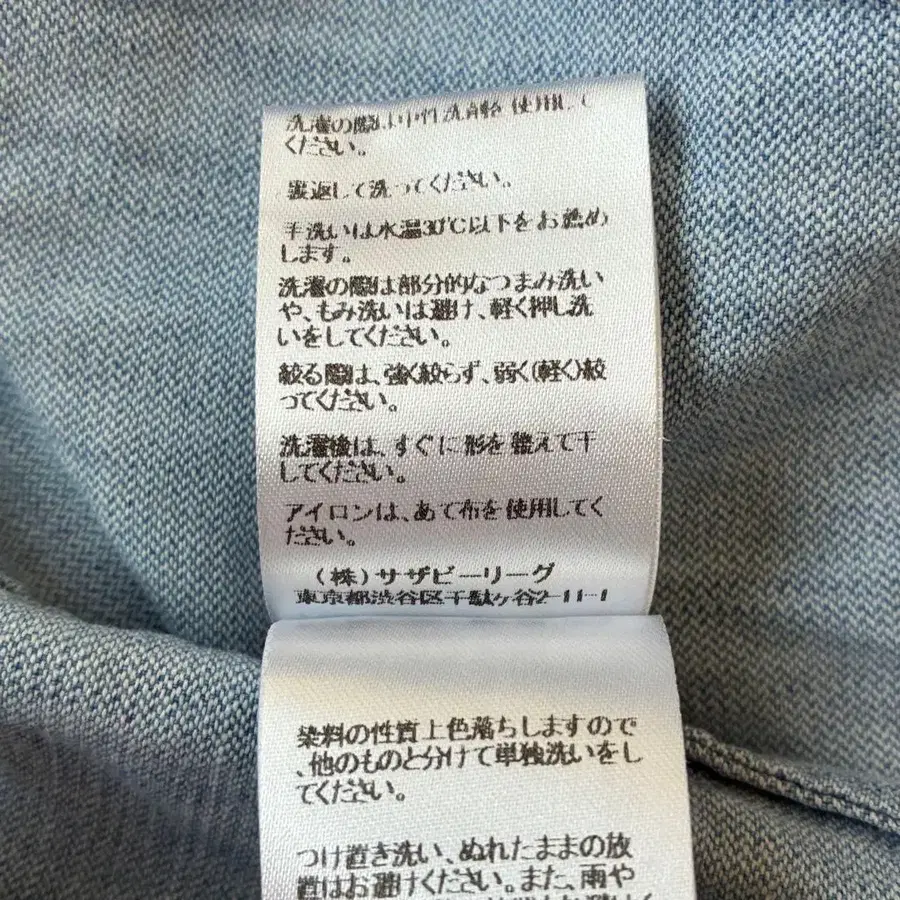 洗濯の際は中性洗剤を使用して
ください。
裏返して洗ってください。
手洗いは水温30℃以下をお薦め
します。
洗濯の際は部分的なつまみ洗い
や、もみ洗いは避け、軽く押し洗
いをしてください。
絞る際は、強く絞らず、弱く(軽く)絞
ってください。
洗濯後は、すぐに形を整えて干
してください。
アイロンは、あて布を使用してく
ださい。
(株)サザビーリーグ
東京都渋谷区千駄ヶ谷2-11-1
染料の性質上色落ちしますので
、他のものと分けて単独洗いをし
てください。
つけ置き洗い、ぬれたままの放
置はお避けください。また、雨や